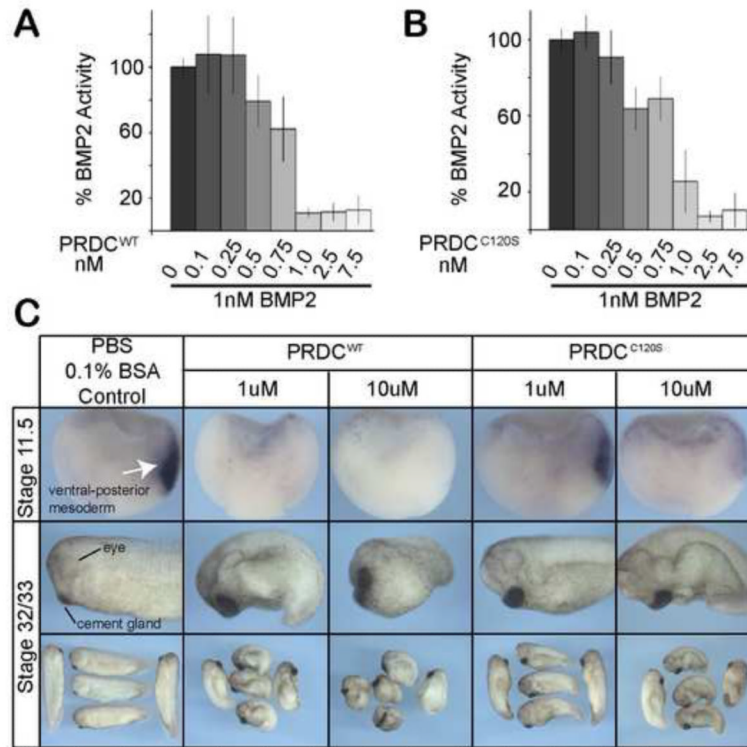 A
% BMP2 Activity
100
60
20
PRDC^WT
nM
0 0.1 0.25 0.5 0.75 1.0 2.5 7.5
1nM BMP2
B
% BMP2 Activity
100
60
20
PRDC^C120S
nM
0 0.1 0.25 0.5 0.75 1.0 2.5 7.5
1nM BMP2
C
PBS
0.1% BSA
Control
PRDC^WT
PRDC^C120S
1uM
10uM
1uM
10uM
Stage 11.5
ventral-posterior
mesoderm
Stage 32/33
eye
cement gland